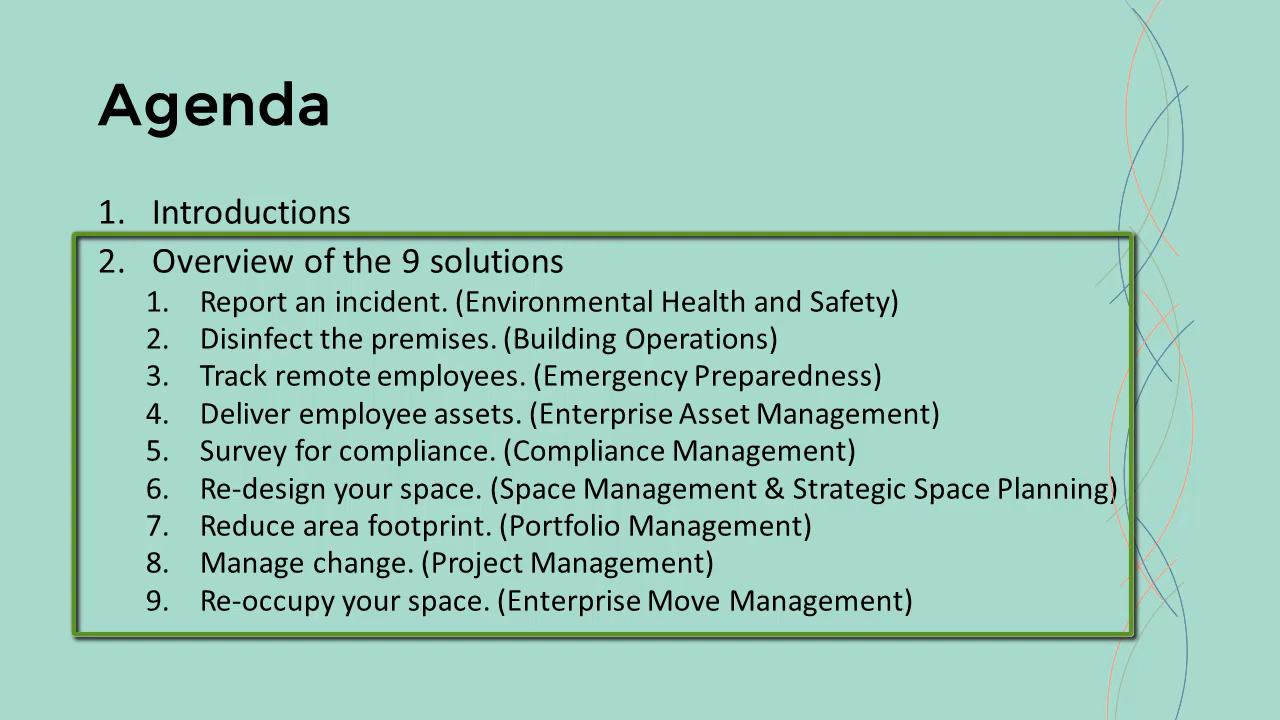 Agenda
1. Introductions
2. Overview of the 9 solutions
1. Report an incident. (Environmental Health and Safety)
2. Disinfect the premises. (Building Operations)
3. Track remote employees. (Emergency Preparedness)
4. Deliver employee assets. (Enterprise Asset Management)
5. Survey for compliance. (Compliance Management)
6. Re-design your space. (Space Management & Strategic Space Planning)
7. Reduce area footprint. (Portfolio Management)
8. Manage change. (Project Management)
9. Re-occupy your space. (Enterprise Move Management)